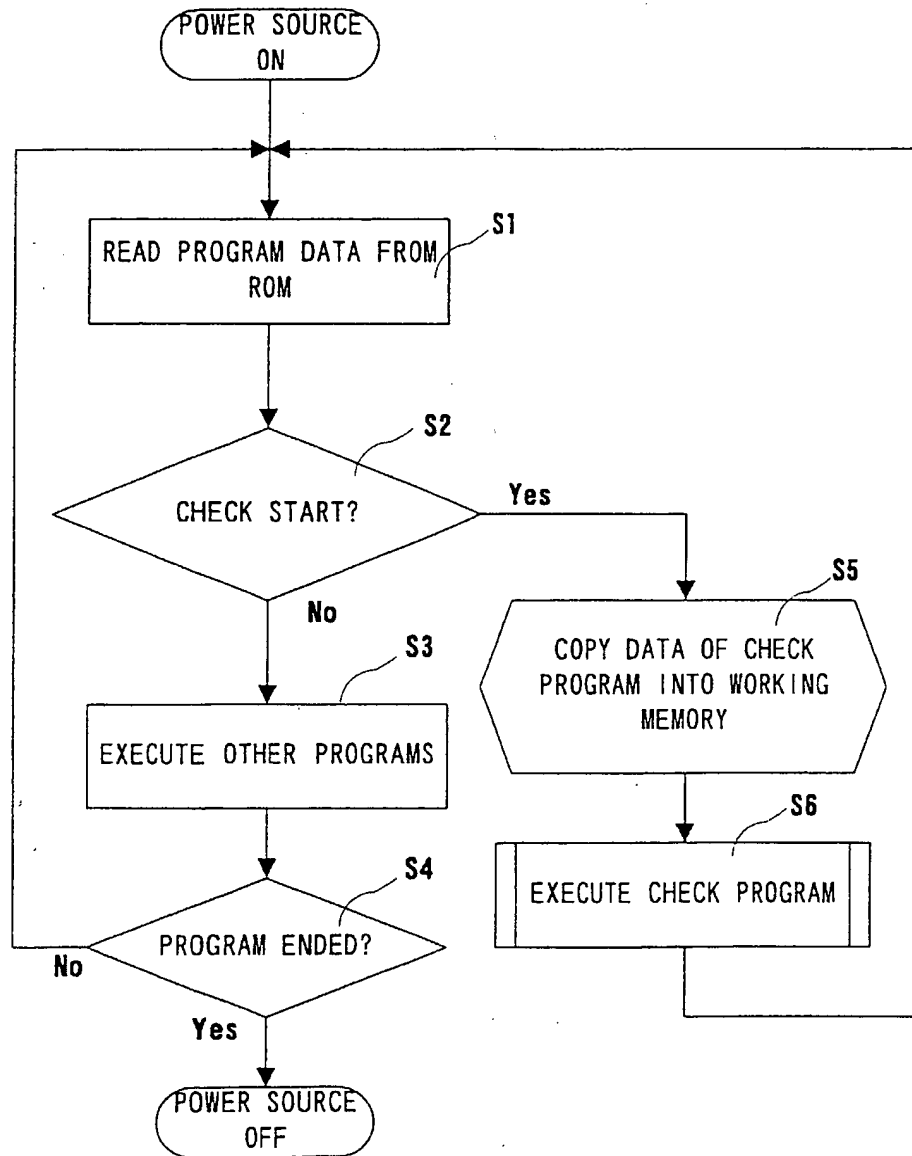 POWER SOURCE
ON
S1
READ PROGRAM DATA FROM
ROM
S2
CHECK START?
Yes
No
S5
COPY DATA OF CHECK
PROGRAM INTO WORKING
MEMORY
S3
EXECUTE OTHER PROGRAMS
S6
EXECUTE CHECK PROGRAM
S4
PROGRAM ENDED?
No
Yes
POWER SOURCE
OFF